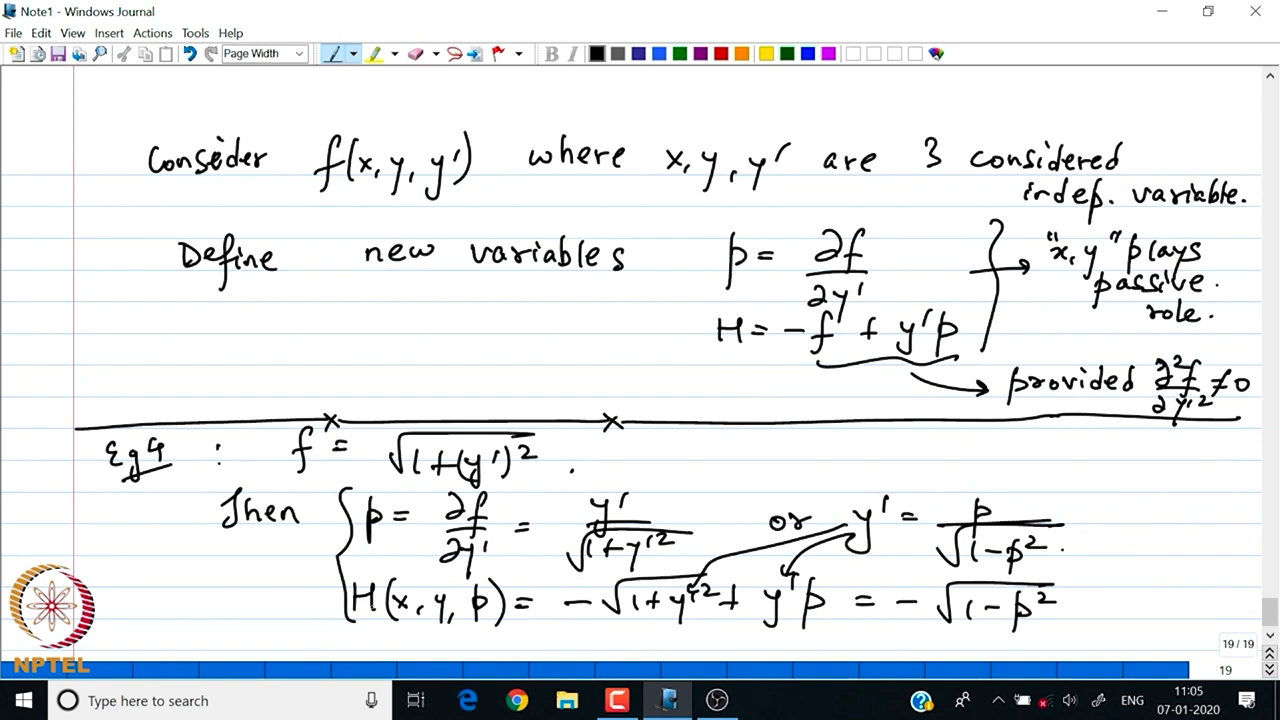 Note1 - Windows Journal
File Edit View Insert Actions Tools Help
Page Width
B I
Consider f(x, y, y') where x, y, y' are 3 considered
indep. variable.
Define new variables p = ∂f/∂y'
"x, y" plays
passive
role.
H = -f + y'p
provided ∂²f/∂y'² ≠ 0
Eg 4 : f = √(1+(y')²) .
Then p = ∂f/∂y' = y'/√(1+y'²) or y' = p/√(1-p²) .
H(x, y, p) = -√(1+y'²) + y'p = -√(1-p²)
NPTEL
19 / 19
19
Type here to search
ENG
11:05
07-01-2020